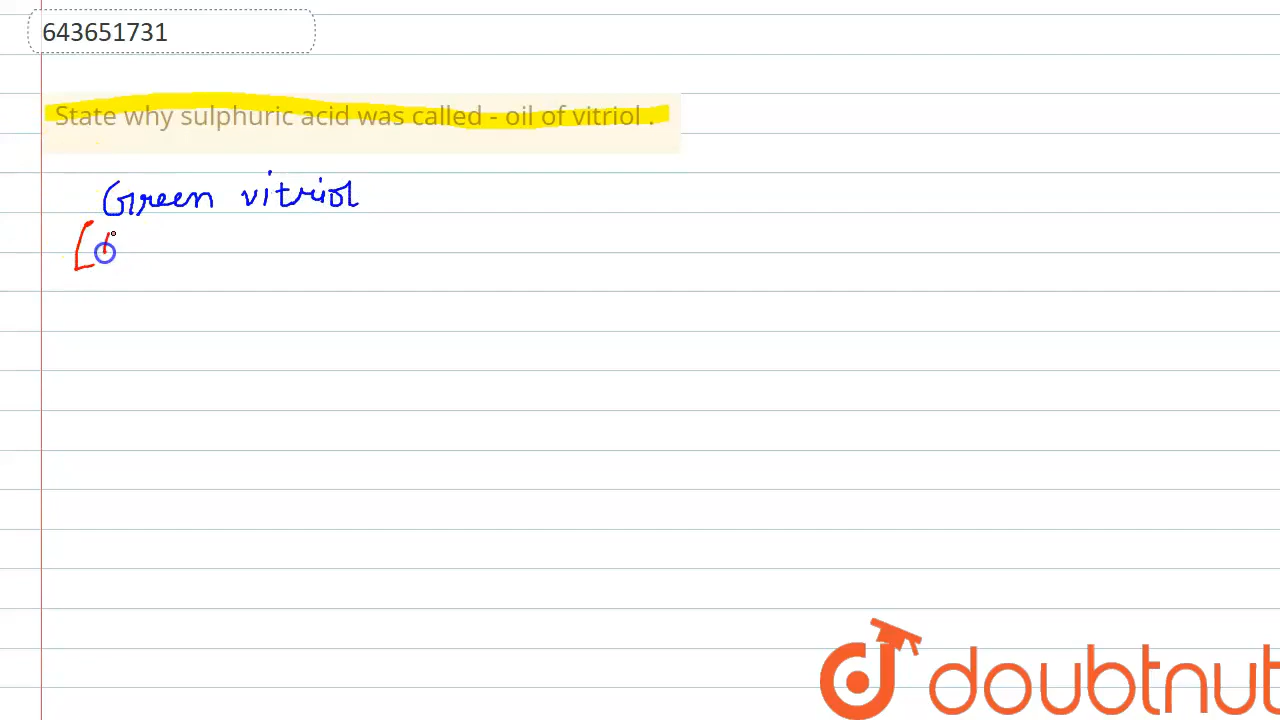 643651731
State why sulphuric acid was called - oil of vitriol .
Green vitriol
[
doubtnut